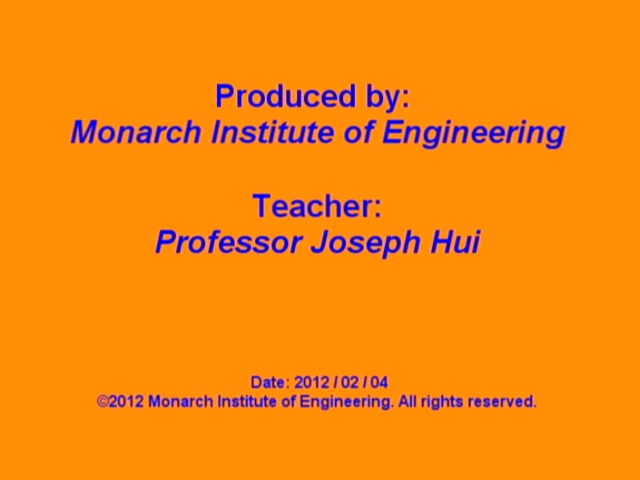 Produced by:
Monarch Institute of Engineering
Teacher:
Professor Joseph Hui
Date: 2012 / 02 / 04
©2012 Monarch Institute of Engineering. All rights reserved.